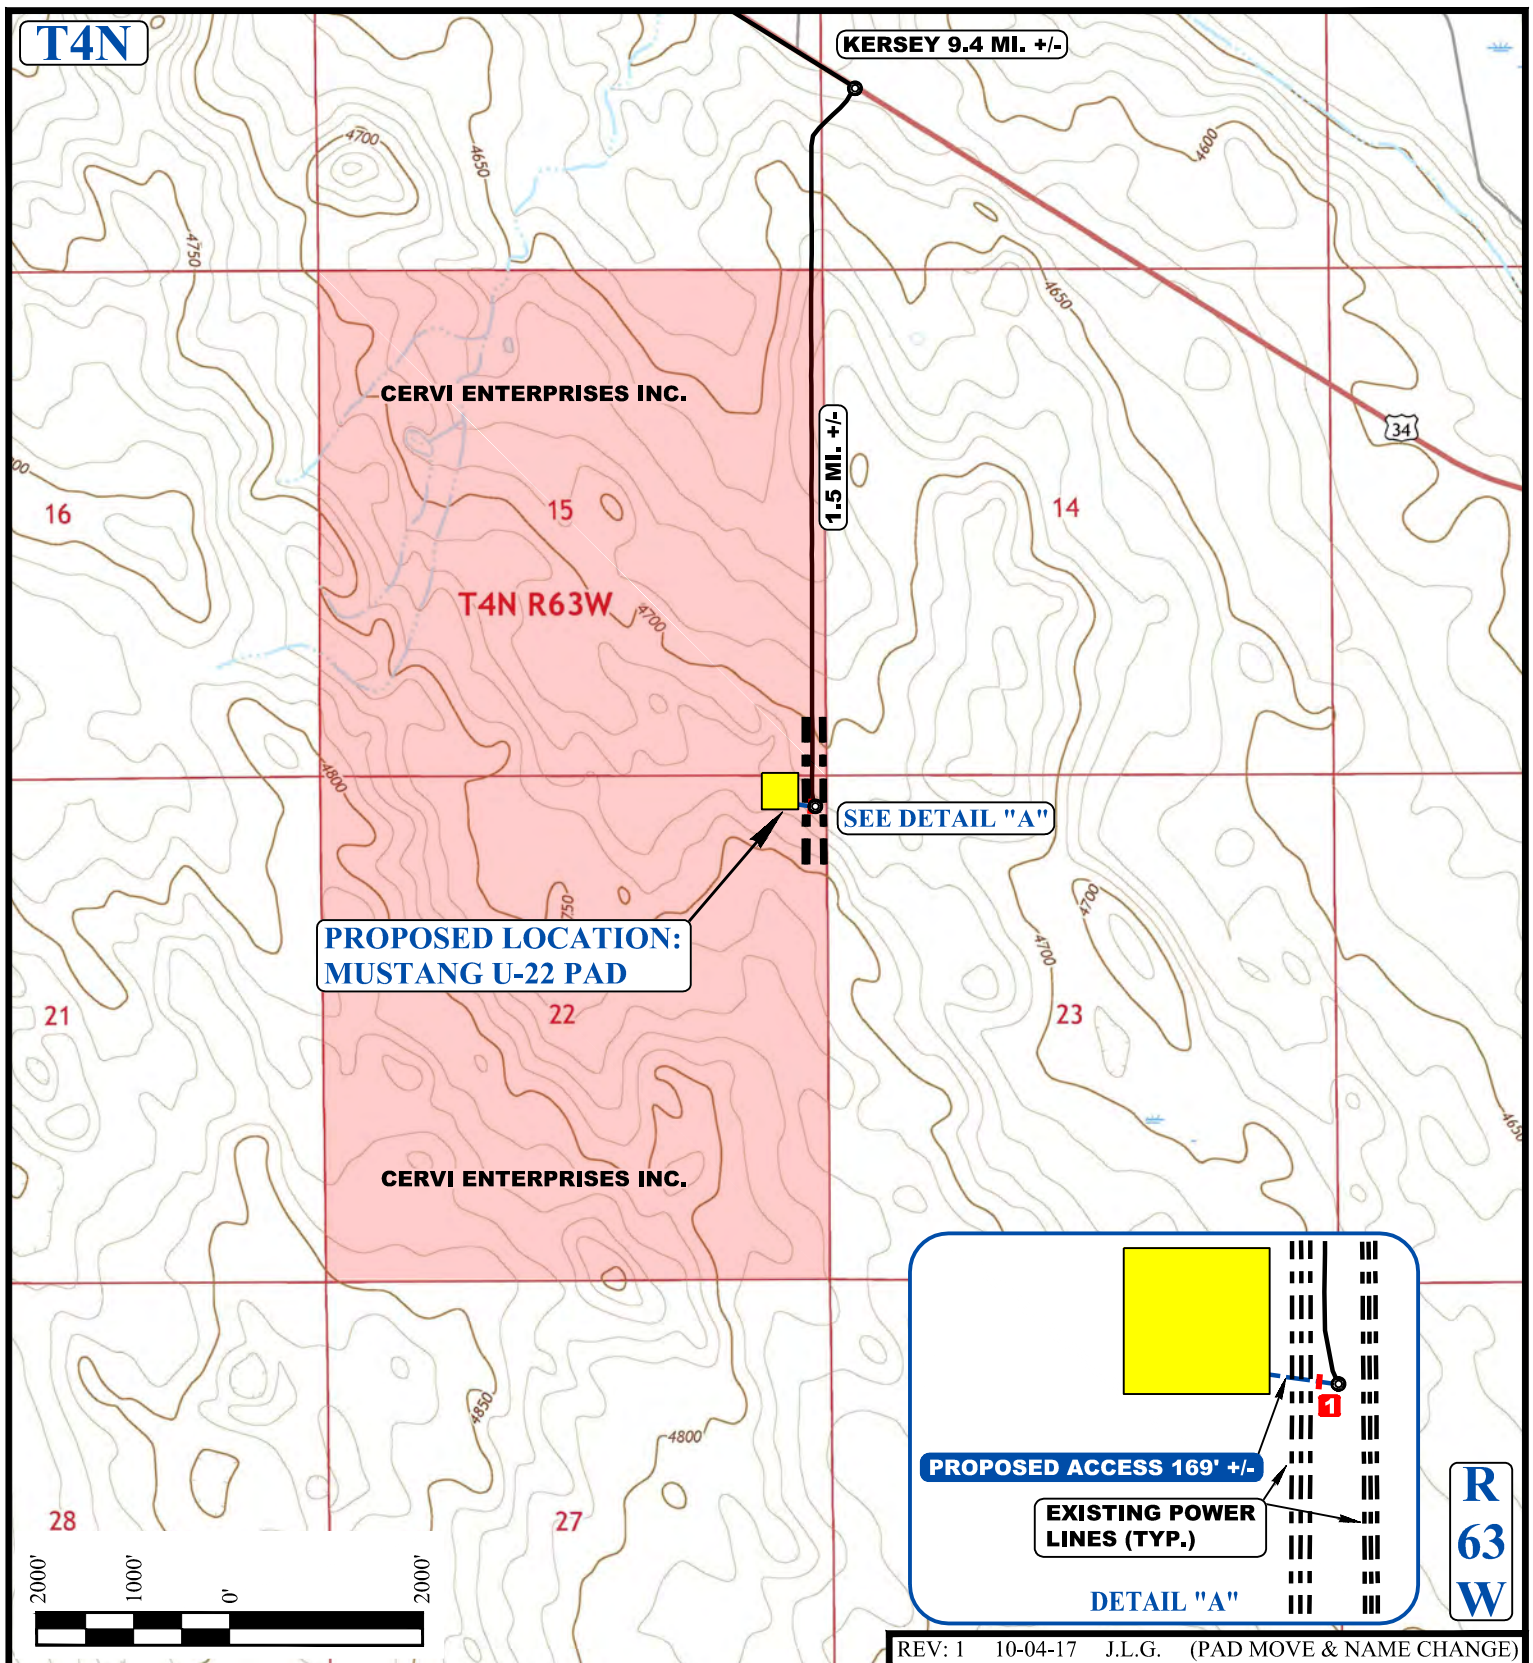 T4N
KERSEY 9.4 MI. +/-
4700
4650
4600
4750
4650
CERVI ENTERPRISES INC.
1.5 MI. +/-
34
16
15
14
T4N R63W
4700
4800
SEE DETAIL "A"
4700
PROPOSED LOCATION:
MUSTANG U-22 PAD
4700
21
22
23
4650
CERVI ENTERPRISES INC.
4850
4800
PROPOSED ACCESS 169' +/-
1
EXISTING POWER
LINES (TYP.)
DETAIL "A"
R
63
W
28
27
2000'
1000'
0'
2000'
REV: 1 10-04-17 J.L.G. (PAD MOVE & NAME CHANGE)